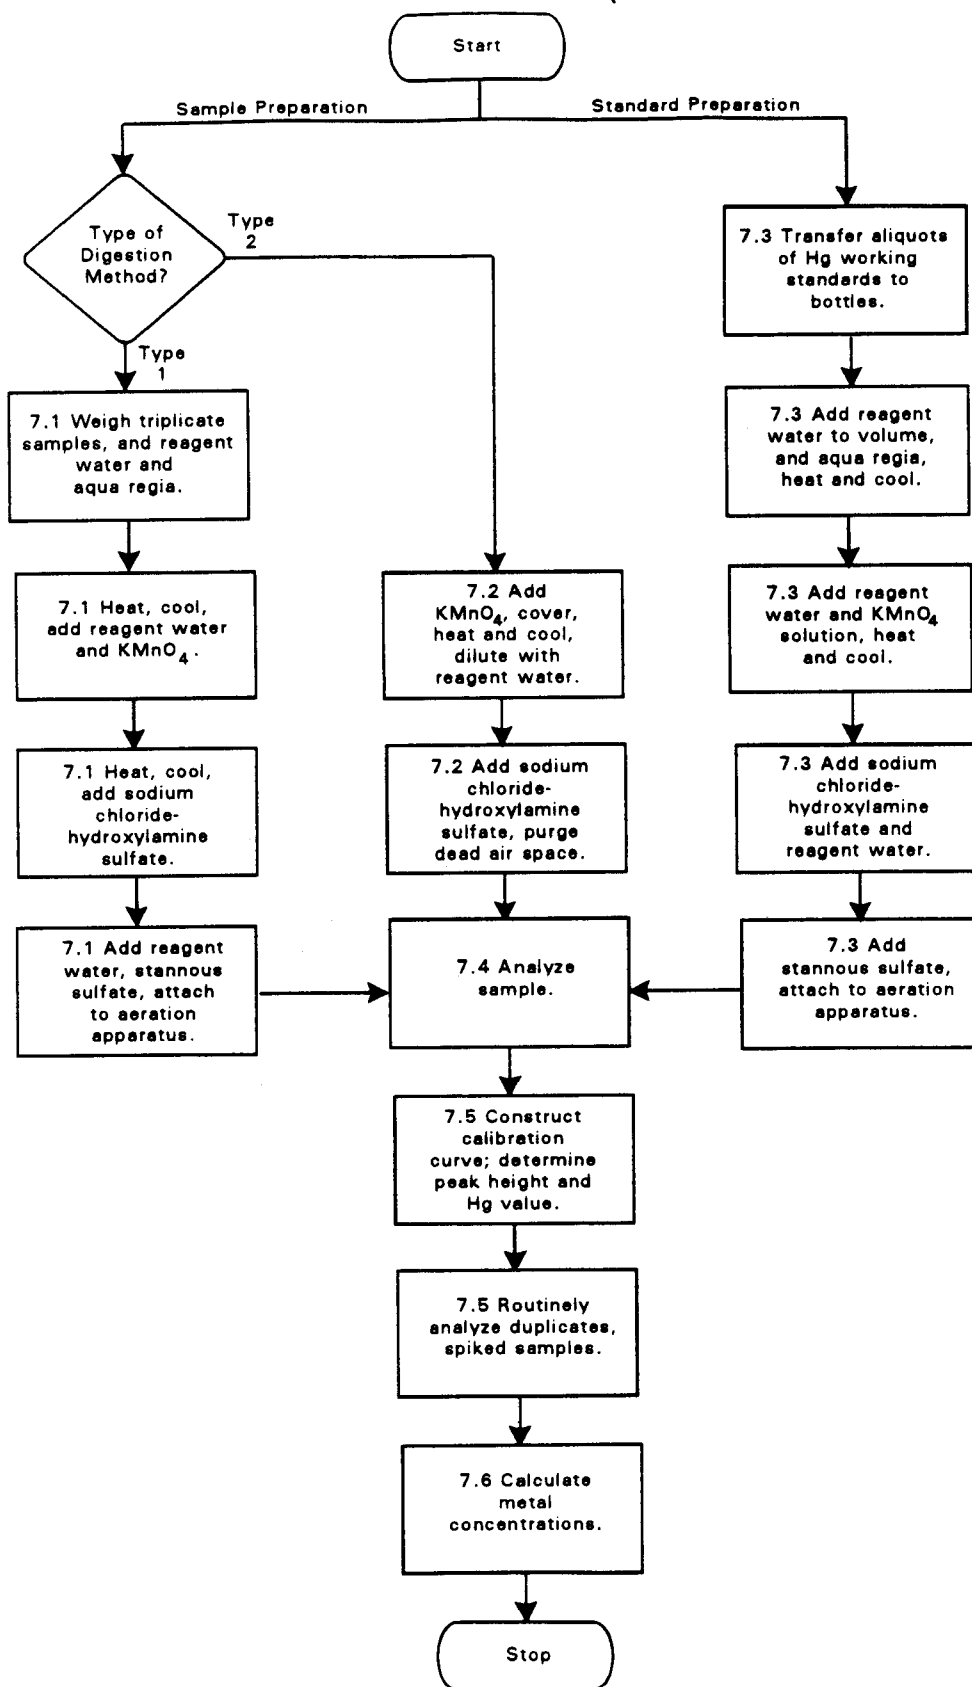 Start
Sample Preparation
Standard Preparation
Type of
Digestion
Method?
Type
2
Type
1
7.3 Transfer aliquots
of Hg working
standards to
bottles.
7.1 Weigh triplicate
samples, and reagent
water and
aqua regia.
7.3 Add reagent
water to volume,
and aqua regia,
heat and cool.
7.1 Heat, cool,
add reagent water
and KMnO4.
7.2 Add
KMnO4, cover,
heat and cool,
dilute with
reagent water.
7.3 Add reagent
water and KMnO4
solution, heat
and cool.
7.1 Heat, cool,
add sodium
chloride-
hydroxylamine
sulfate.
7.2 Add sodium
chloride-
hydroxylamine
sulfate, purge
dead air space.
7.3 Add sodium
chloride-
hydroxylamine
sulfate and
reagent water.
7.1 Add reagent
water, stannous
sulfate, attach
to aeration
apparatus.
7.4 Analyze
sample.
7.3 Add
stannous sulfate,
attach to aeration
apparatus.
7.5 Construct
calibration
curve; determine
peak height and
Hg value.
7.5 Routinely
analyze duplicates,
spiked samples.
7.6 Calculate
metal
concentrations.
Stop